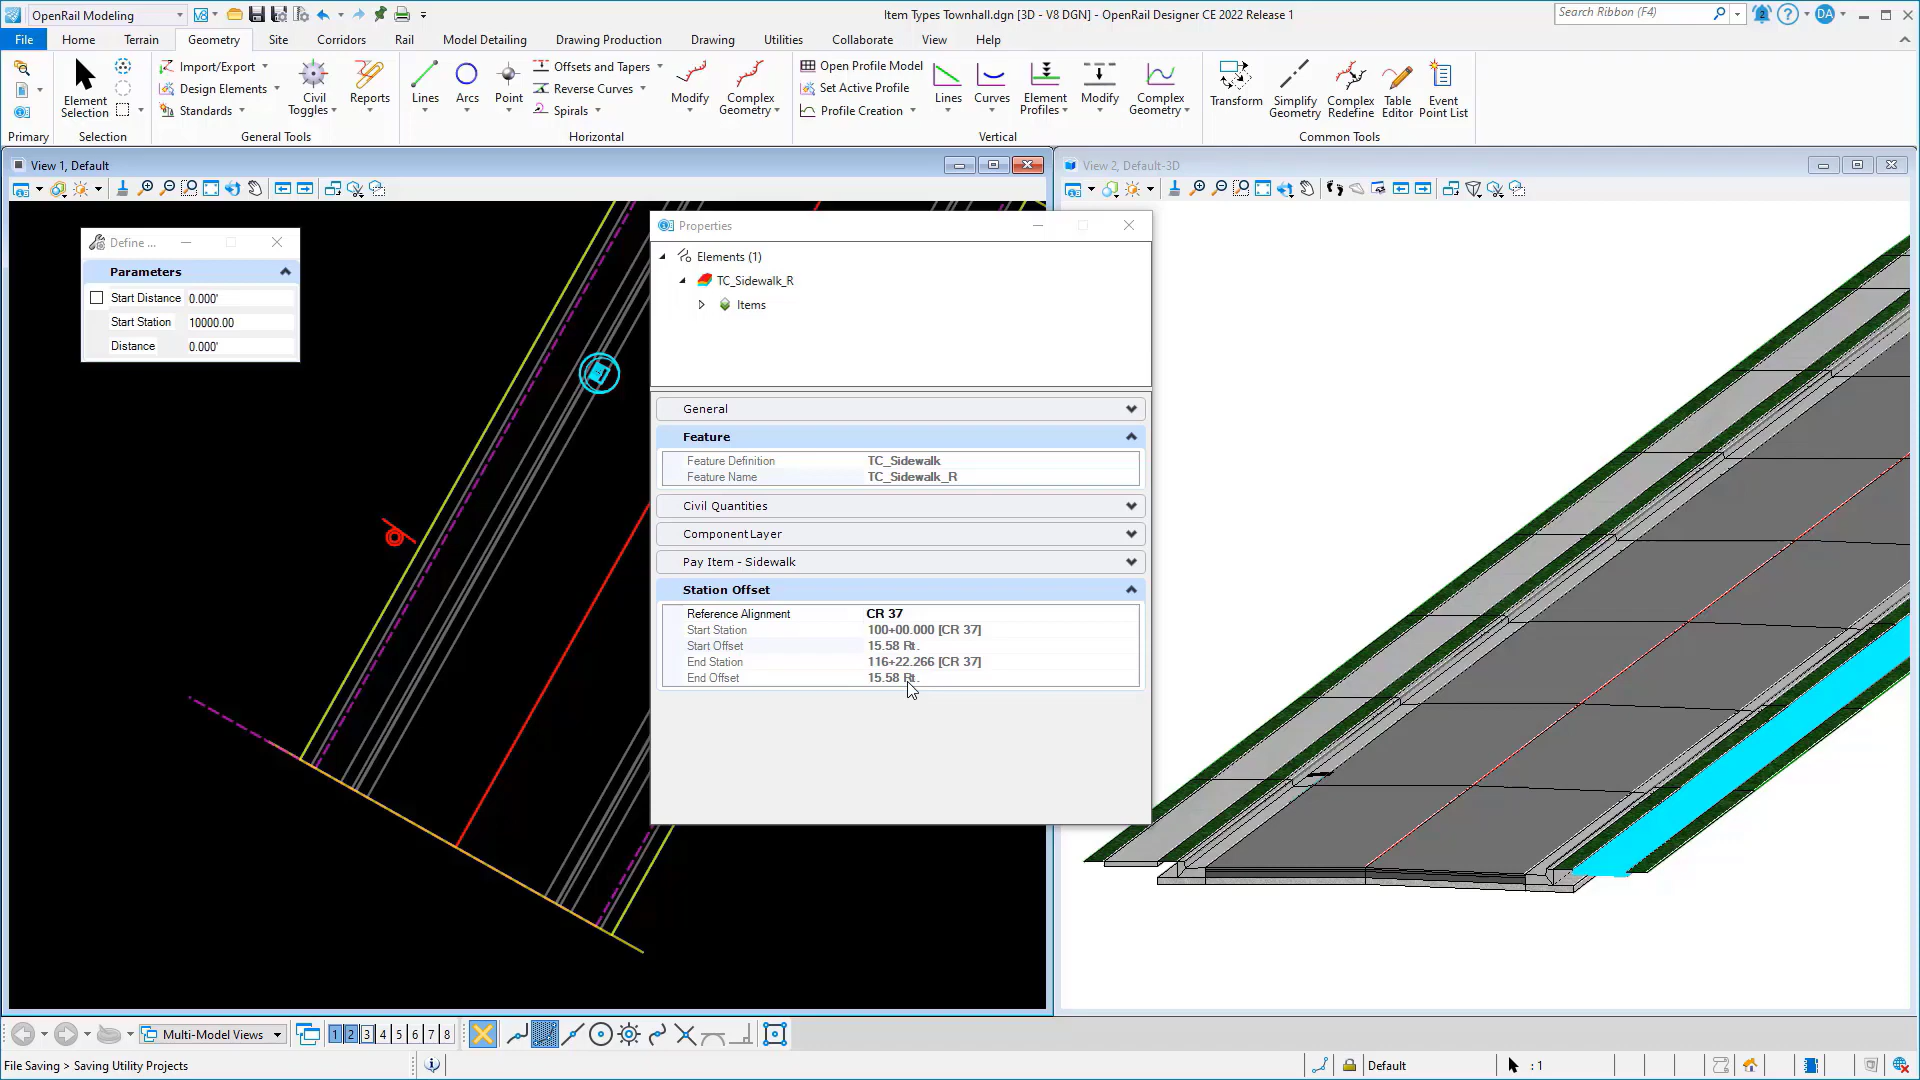 OpenRail Modeling
Item Types Townhall.dgn [3D - V8 DGN] - OpenRail Designer CE 2022 Release 1
Search Ribbon (F4)
2
DA
File Home Terrain Geometry Site Corridors Rail Model Detailing Drawing Production Drawing Utilities Collaborate View Help
Element Selection
Import/Export
Design Elements
Standards
Civil Toggles
Reports
Lines
Arcs
Point
Offsets and Tapers
Reverse Curves
Spirals
Modify
Complex Geometry
Open Profile Model
Set Active Profile
Profile Creation
Lines
Curves
Element Profiles
Modify
Complex Geometry
Transform
Simplify Geometry
Complex Redefine
Table Editor
Event Point List
Primary Selection General Tools Horizontal Vertical Common Tools
View 1, Default
View 2, Default-3D
Define ...
Parameters
Start Distance 0.000'
Start Station 10000.00
Distance 0.000'
Properties
Elements (1)
TC_Sidewalk_R
Items
General
Feature
Feature Definition TC_Sidewalk
Feature Name TC_Sidewalk_R
Civil Quantities
Component Layer
Pay Item - Sidewalk
Station Offset
Reference Alignment CR 37
Start Station 100+00.000 [CR 37]
Start Offset 15.58 Rt.
End Station 116+22.266 [CR 37]
End Offset 15.58 Rt.
Multi-Model Views 1 2 3 4 5 6 7 8
File Saving > Saving Utility Projects
Default
: 1